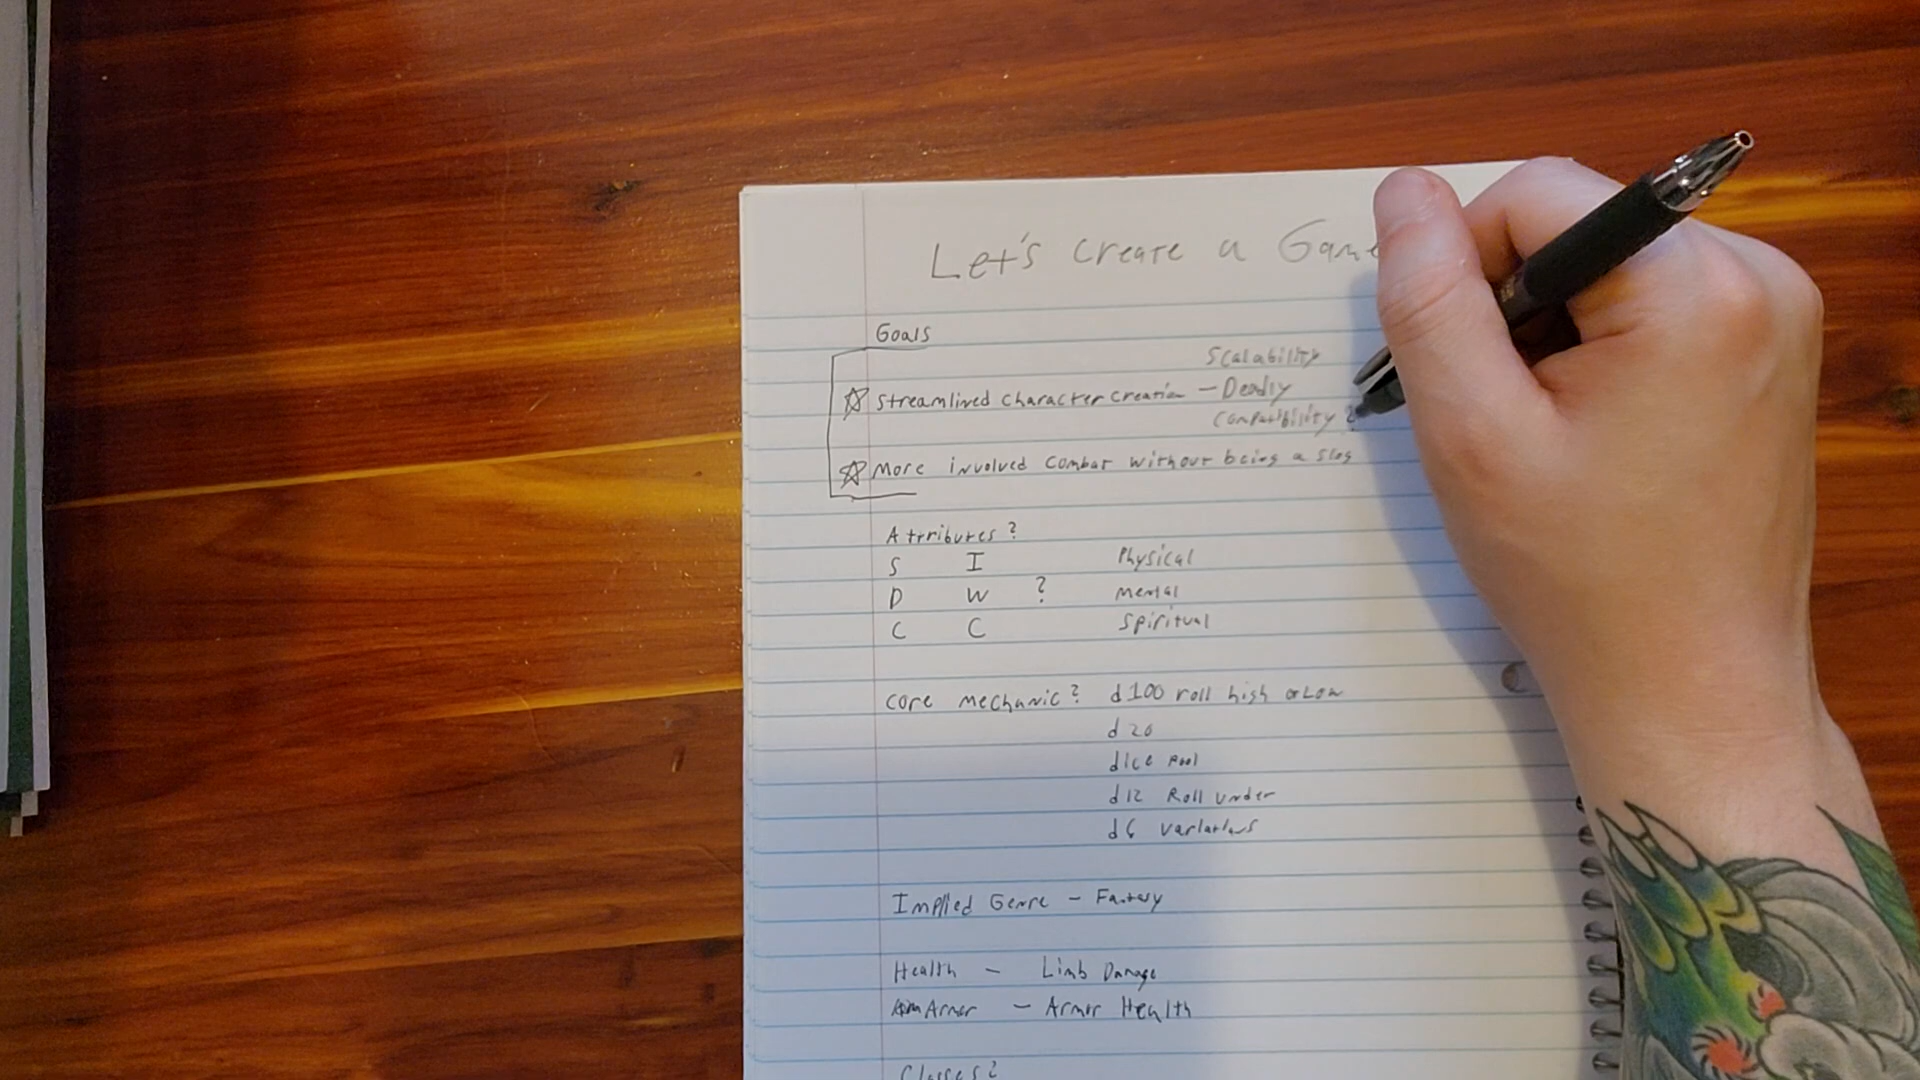 Let's Create a Game
Goals
Scalability
Streamlined Character Creation - Deadly
Compatibility ?
More involved combat without being a slog
Attributes ?
S I Physical
D W ? mental
C C Spiritual
Core mechanic? d100 roll high or Low
d20
dice pool
d12 Roll under
d6 variations
Implied Genre - Fantasy
Health - Limb Damage
Armor - Armor Health
Classes?